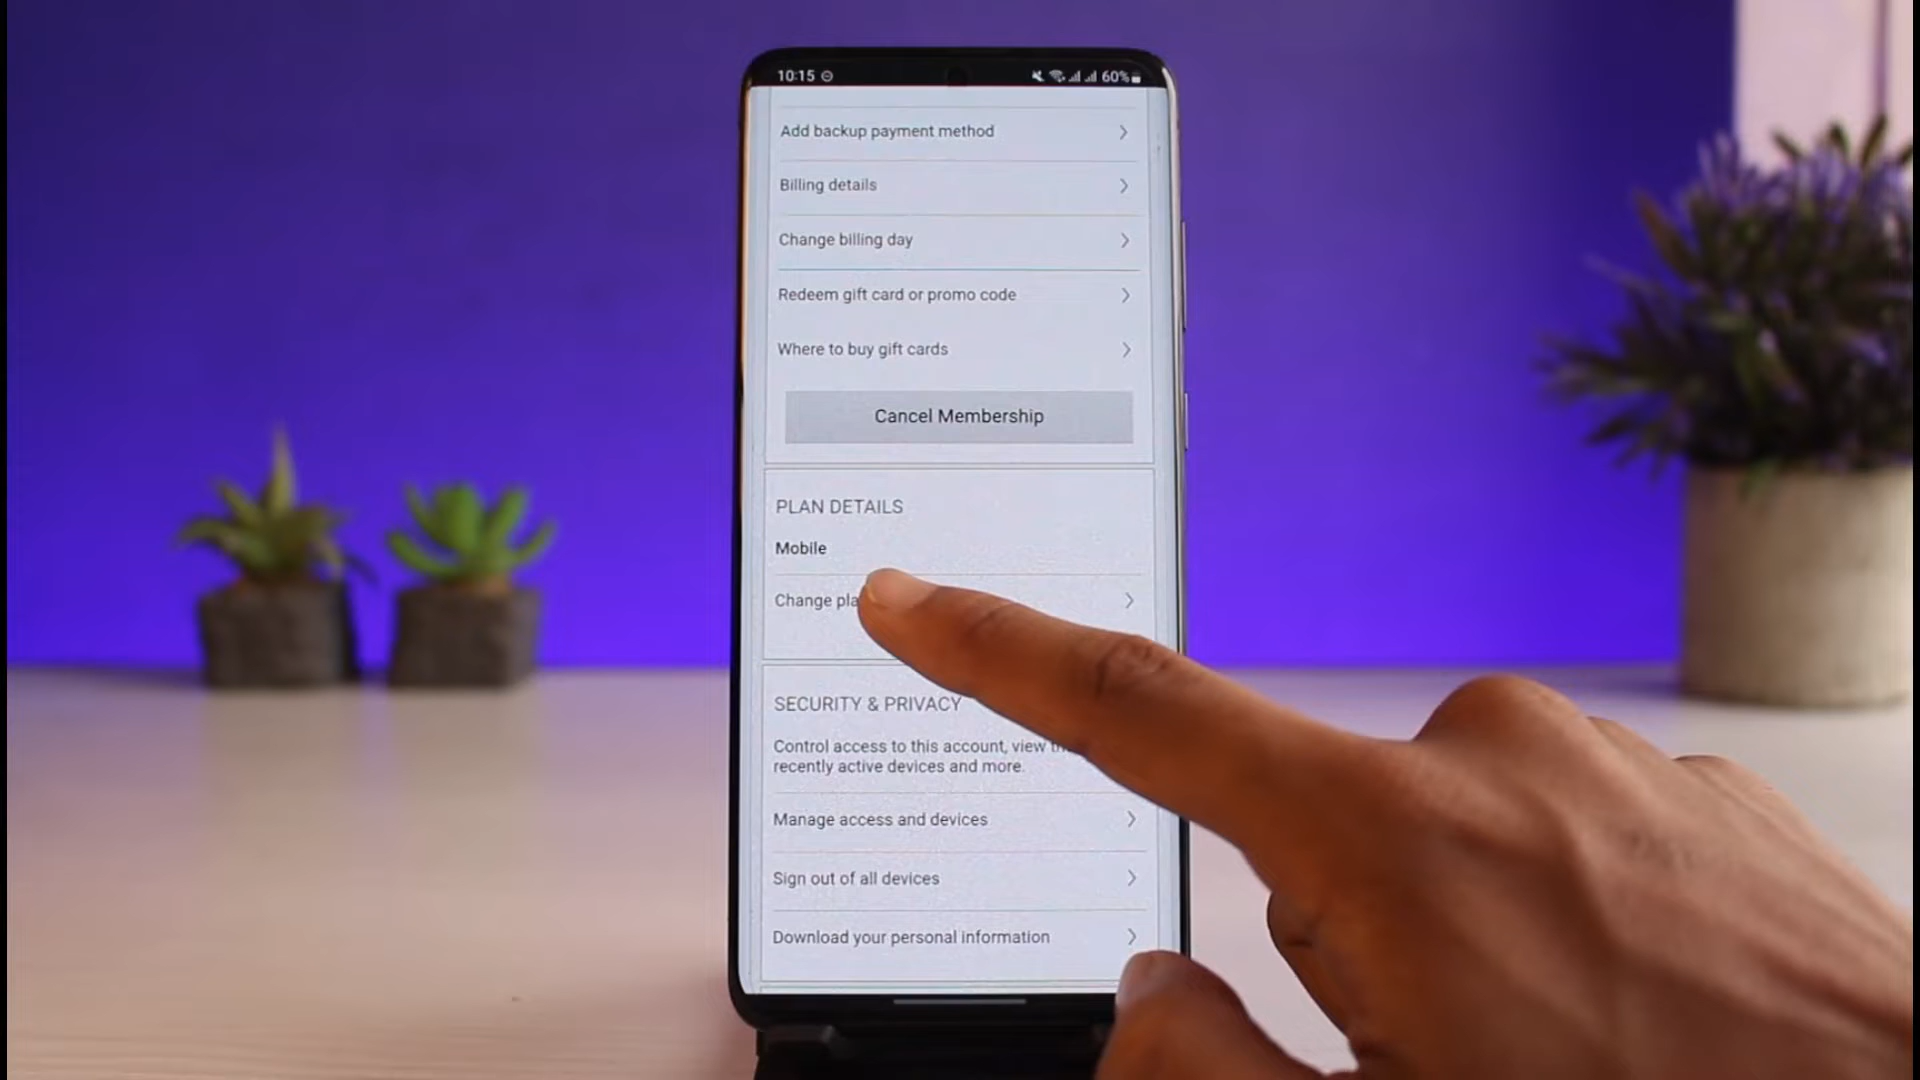 10:15 60%
Add backup payment method
Billing details
Change billing day
Redeem gift card or promo code
Where to buy gift cards
Cancel Membership
PLAN DETAILS
Mobile
Change
SECURITY & PRIVACY
Control access to this account, view
recently active devices and more.
Manage access and devices
Sign out of all devices
Download your personal information